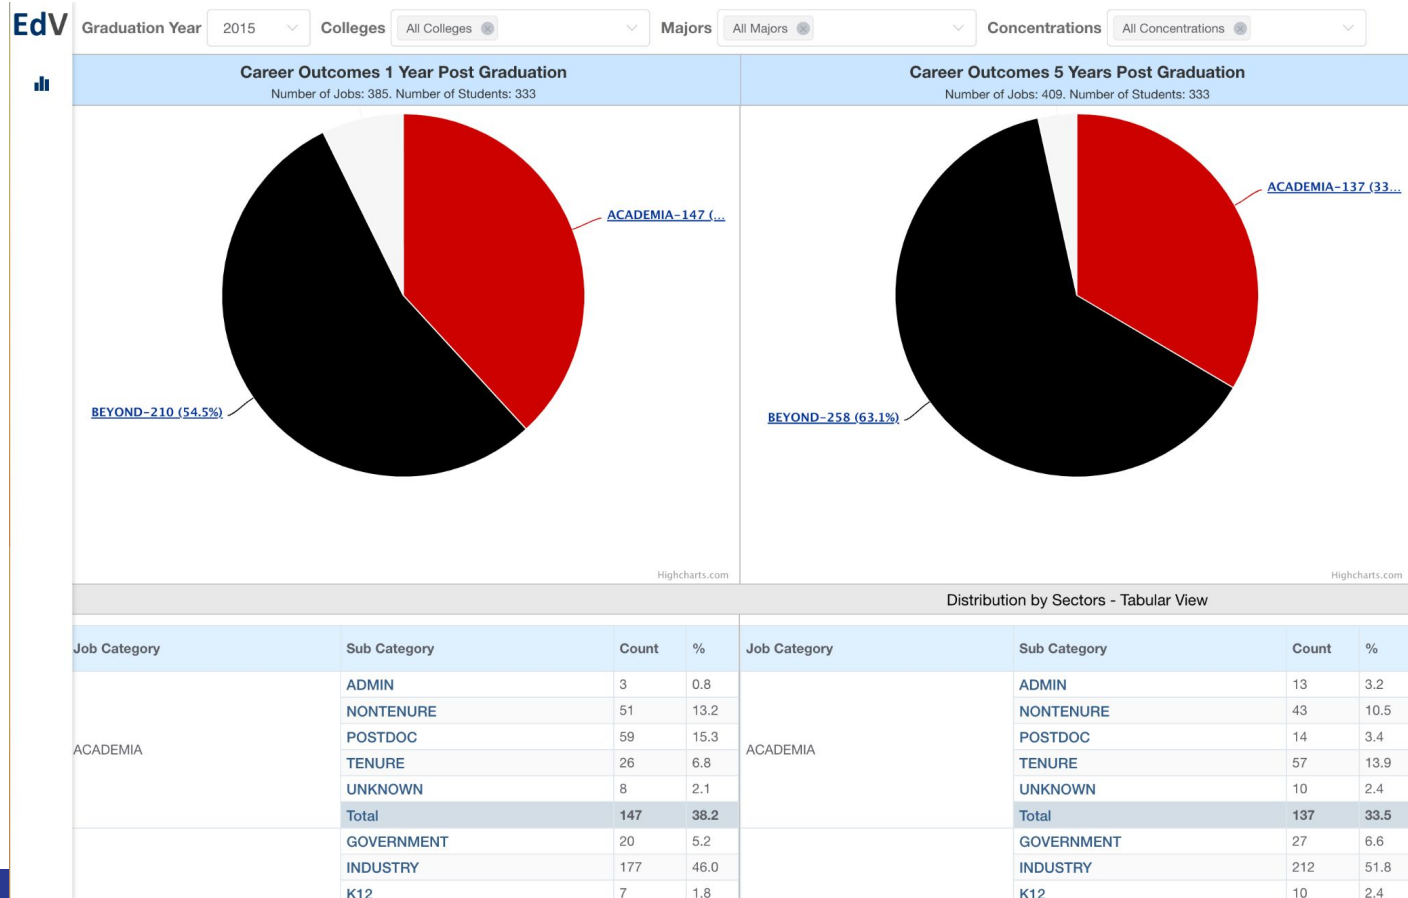 EdV Graduation Year 2015 Colleges All Colleges Majors All Majors Concentrations All Concentrations
Career Outcomes 1 Year Post Graduation
Number of Jobs: 385. Number of Students: 333
ACADEMIA-147 (...
BEYOND-210 (54.5%)
Highcharts.com
Career Outcomes 5 Years Post Graduation
Number of Jobs: 409. Number of Students: 333
ACADEMIA-137 (33...
BEYOND-258 (63.1%)
Highcharts.com
Distribution by Sectors - Tabular View
Job Category Sub Category Count % Job Category Sub Category Count %
ADMIN 3 0.8 ADMIN 13 3.2
NONTENURE 51 13.2 NONTENURE 43 10.5
POSTDOC 59 15.3 POSTDOC 14 3.4
ACADEMIA ACADEMIA
TENURE 26 6.8 TENURE 57 13.9
UNKNOWN 8 2.1 UNKNOWN 10 2.4
Total 147 38.2 Total 137 33.5
GOVERNMENT 20 5.2 GOVERNMENT 27 6.6
INDUSTRY 177 46.0 INDUSTRY 212 51.8
K12 7 1.8 K12 10 2.4